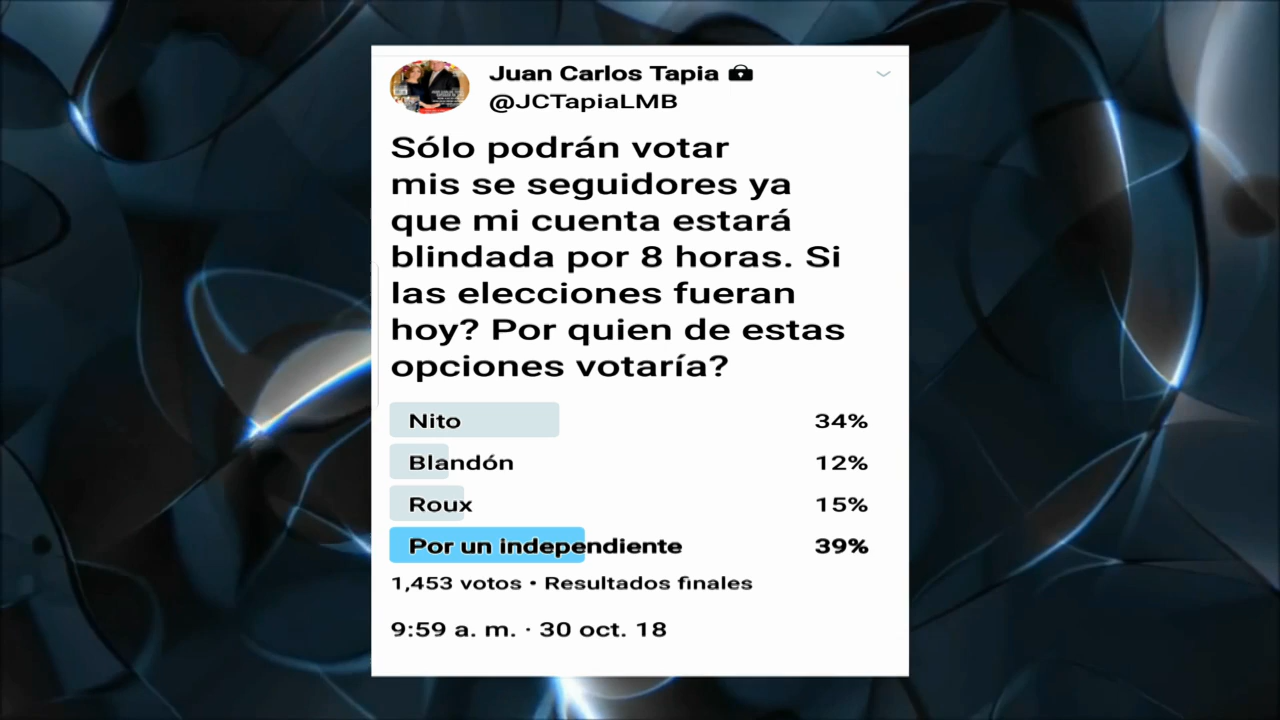 Juan Carlos Tapia
@JCTapiaLMB
Sólo podrán votar
mis se seguidores ya
que mi cuenta estará
blindada por 8 horas. Si
las elecciones fueran
hoy? Por quien de estas
opciones votaría?
Nito 34%
Blandón 12%
Roux 15%
Por un independiente 39%
1,453 votos • Resultados finales
9:59 a. m. · 30 oct. 18